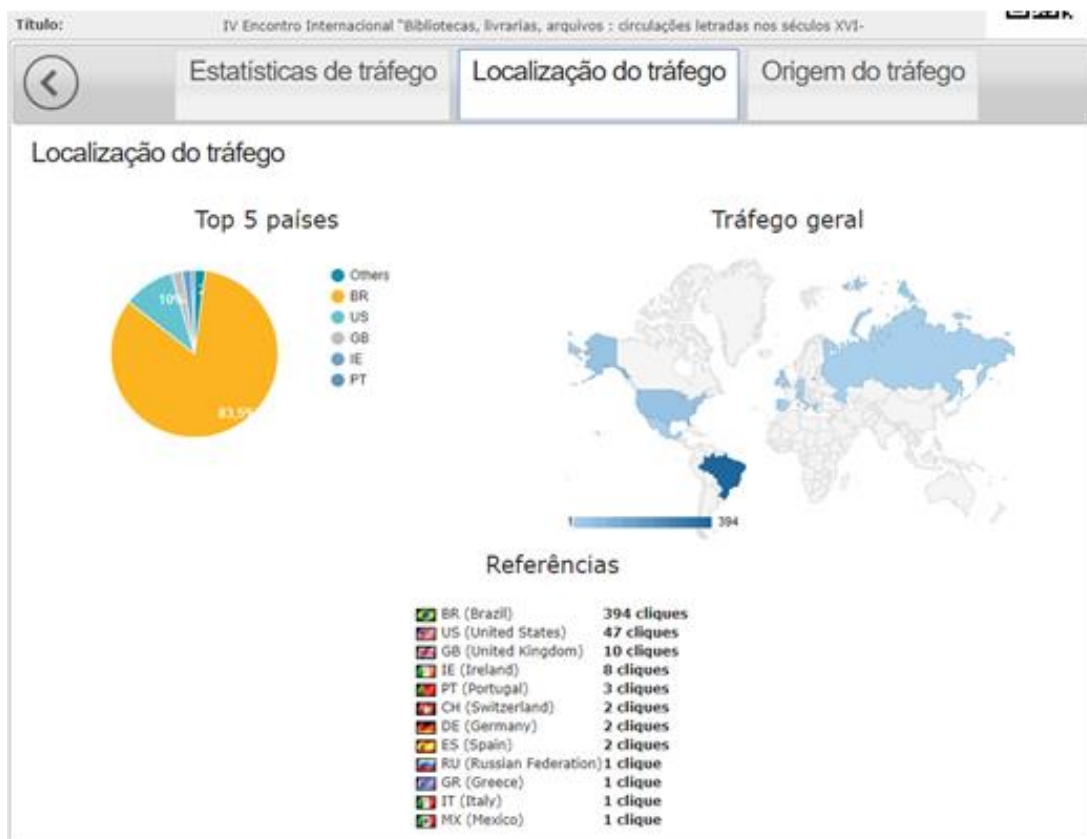 Título: IV Encontro Internacional "Bibliotecas, livrarias, arquivos : circulações letradas nos séculos XVI-
Estatísticas de tráfego Localização do tráfego Origem do tráfego
Localização do tráfego
Top 5 países
Tráfego geral
Others
BR
US
GB
IE
PT
10%
83,5%
1 394
Referências
BR (Brazil) 394 cliques
US (United States) 47 cliques
GB (United Kingdom) 10 cliques
IE (Ireland) 8 cliques
PT (Portugal) 3 cliques
CH (Switzerland) 2 cliques
DE (Germany) 2 cliques
ES (Spain) 2 cliques
RU (Russian Federation) 1 clique
GR (Greece) 1 clique
IT (Italy) 1 clique
MX (Mexico) 1 clique